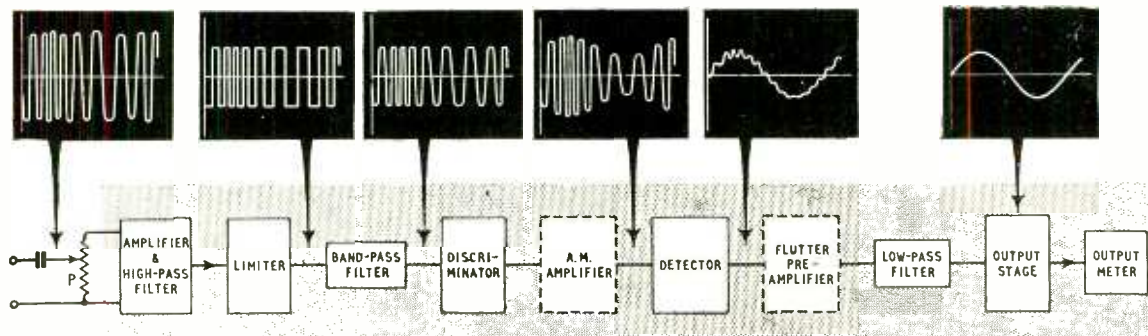 P
AMPLIFIER
&
HIGH-PASS
FILTER
LIMITER
BAND-PASS
FILTER
DISCRI-
MINATOR
A.M.
AMPLIFIER
DETECTOR
FLUTTER
PRE-
AMPLIFIER
LOW-PASS
FILTER
OUTPUT
STAGE
OUTPUT
METER